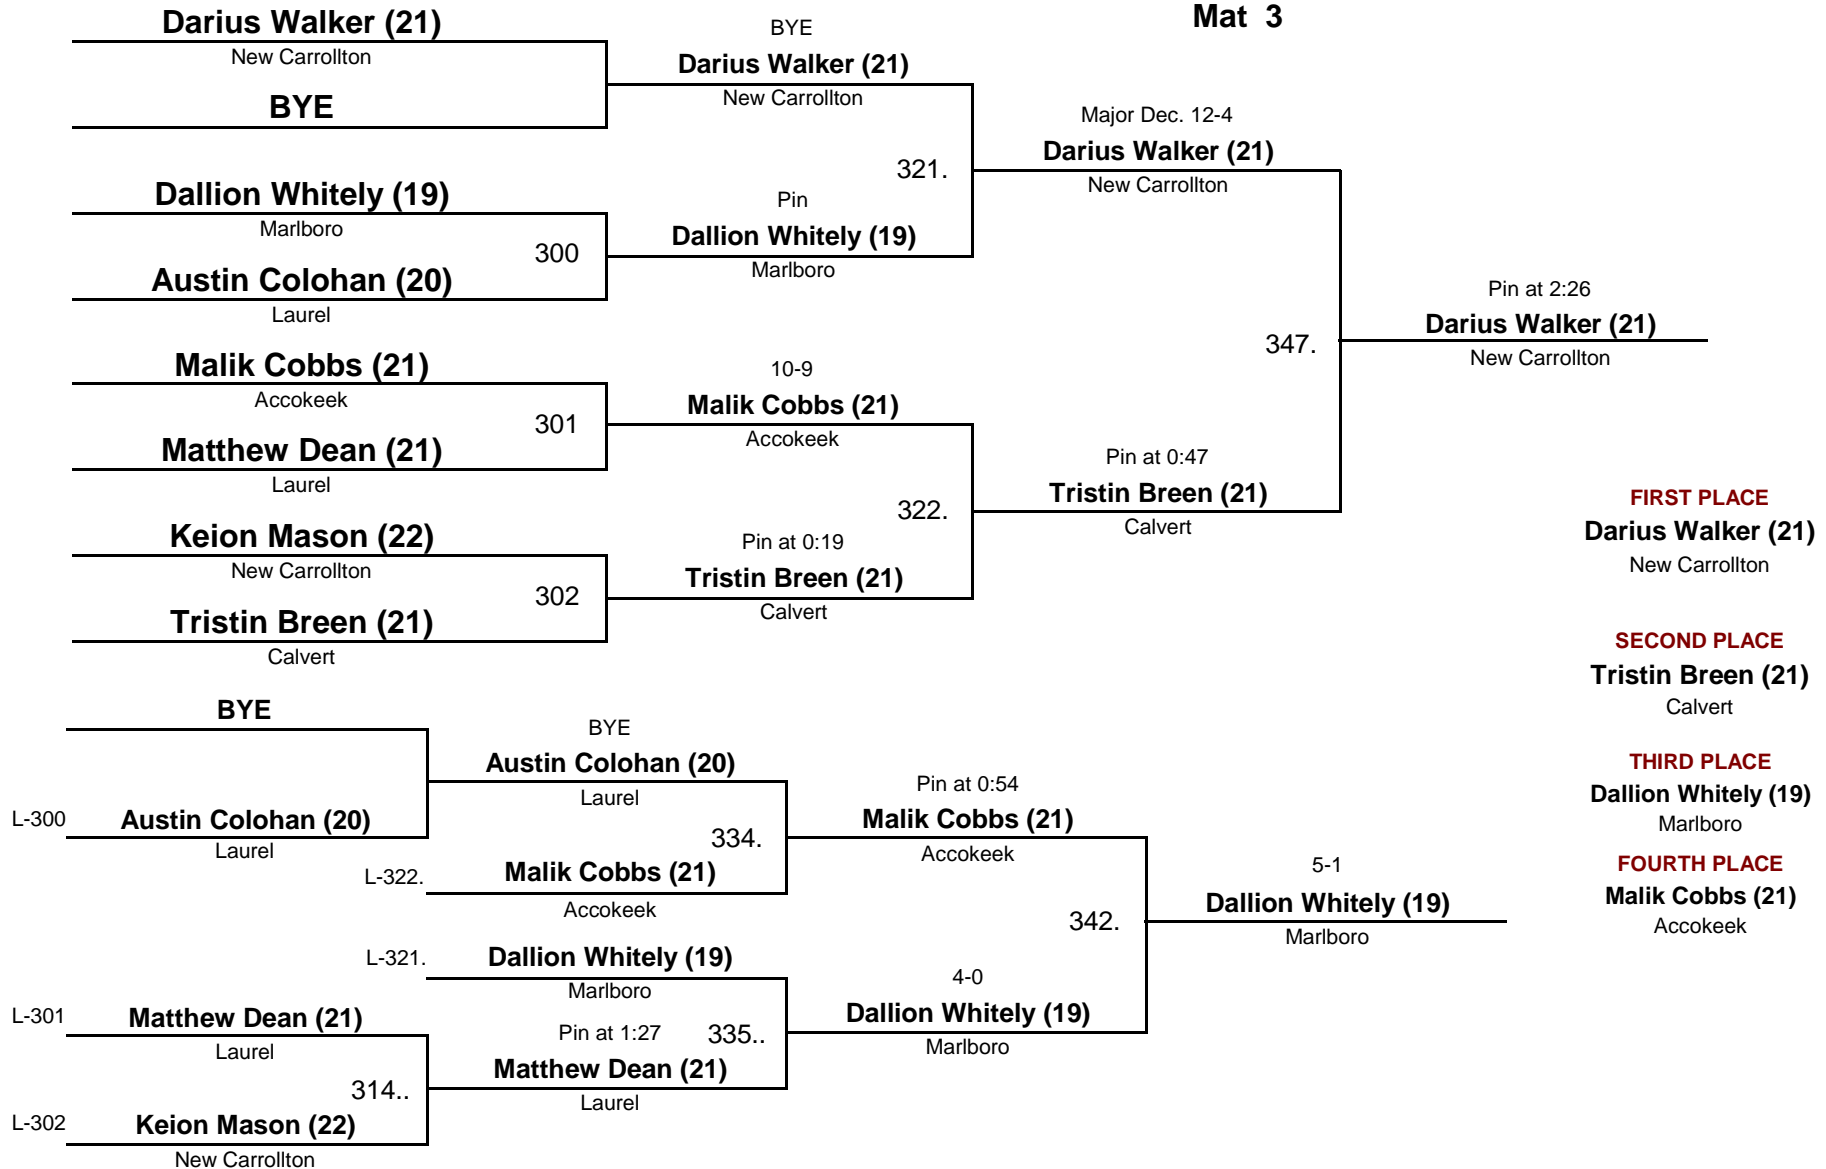 Mat 3
Darius Walker (21)
New Carrollton
BYE
Dallion Whitely (19)
Marlboro
300
Austin Colohan (20)
Laurel
Malik Cobbs (21)
Accokeek
301
Matthew Dean (21)
Laurel
Keion Mason (22)
New Carrollton
302
Tristin Breen (21)
Calvert
BYE
Darius Walker (21)
New Carrollton
321.
Pin
Dallion Whitely (19)
Marlboro
10-9
Malik Cobbs (21)
Accokeek
322.
Pin at 0:19
Tristin Breen (21)
Calvert
Major Dec. 12-4
Darius Walker (21)
New Carrollton
347.
Pin at 0:47
Tristin Breen (21)
Calvert
Pin at 2:26
Darius Walker (21)
New Carrollton
FIRST PLACE
Darius Walker (21)
New Carrollton
SECOND PLACE
Tristin Breen (21)
Calvert
THIRD PLACE
Dallion Whitely (19)
Marlboro
FOURTH PLACE
Malik Cobbs (21)
Accokeek
BYE
L-300
Austin Colohan (20)
Laurel
L-301
Matthew Dean (21)
Laurel
314..
L-302
Keion Mason (22)
New Carrollton
BYE
Austin Colohan (20)
Laurel
334.
L-322.
Malik Cobbs (21)
Accokeek
L-321.
Dallion Whitely (19)
Marlboro
Pin at 1:27
335..
Matthew Dean (21)
Laurel
Pin at 0:54
Malik Cobbs (21)
Accokeek
342.
4-0
Dallion Whitely (19)
Marlboro
5-1
Dallion Whitely (19)
Marlboro